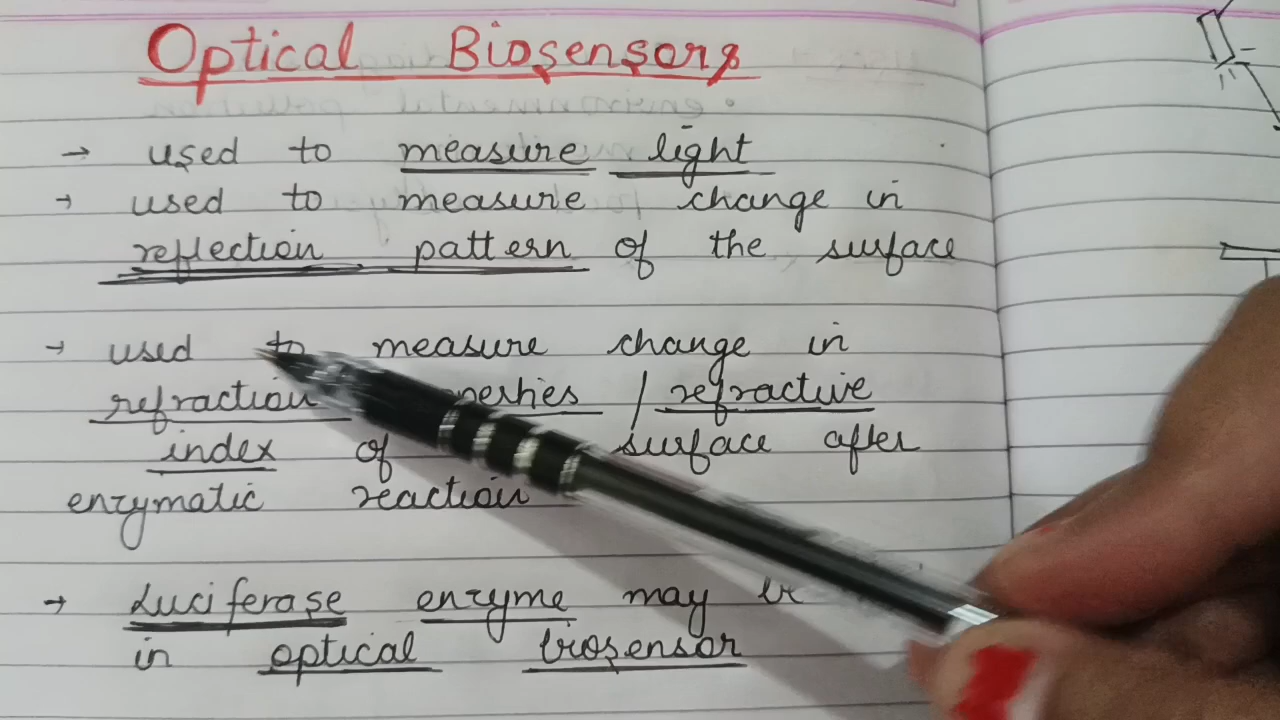 Optical Biosensors
→ used to measure light
→ used to measure change in
reflection pattern of the surface
→ used to measure change in
refraction / refractive
index of surface after
enzymatic reaction
→ Luciferase enzyme may
in optical biosensor